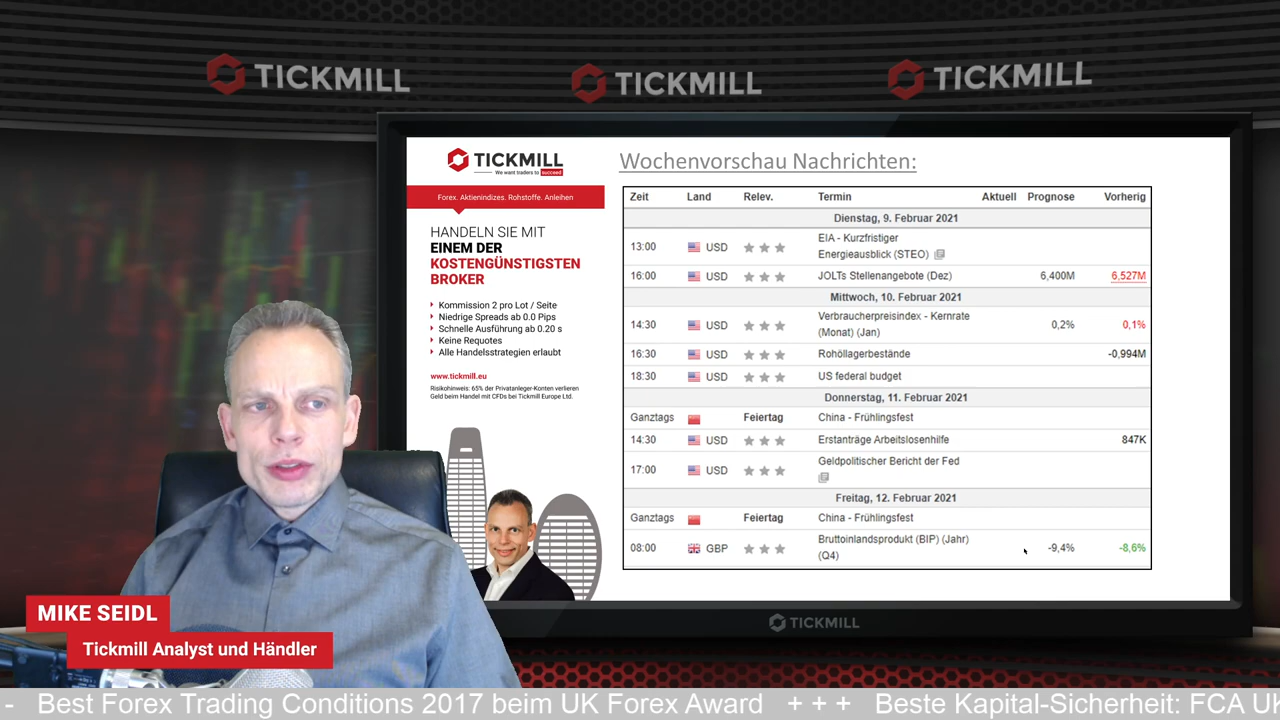 TICKMILL
TICKMILL
TICKMILL
TICKMILL
We want traders to succeed
Forex. Aktienindizes. Rohstoffe. Anleihen
HANDELN SIE MIT
EINEM DER
KOSTENGÜNSTIGSTEN
BROKER
Kommission 2 pro Lot / Seite
Niedrige Spreads ab 0.0 Pips
Schnelle Ausführung ab 0.20 s
Keine Requotes
Alle Handelsstrategien erlaubt
www.tickmill.eu
Risikohinweis: 65% der Privatanleger-Konten verlieren
Geld beim Handel mit CFDs bei Tickmill Europe Ltd.
Wochenvorschau Nachrichten:
Zeit Land Relev. Termin Aktuell Prognose Vorherig
Dienstag, 9. Februar 2021
13:00 USD EIA - Kurzfristiger
Energieausblick (STEO)
16:00 USD JOLTs Stellenangebote (Dez) 6,400M 6,527M
Mittwoch, 10. Februar 2021
14:30 USD Verbraucherpreisindex - Kernrate
(Monat) (Jan) 0,2% 0,1%
16:30 USD Rohöllagerbestände -0,994M
18:30 USD US federal budget
Donnerstag, 11. Februar 2021
Ganztags Feiertag China - Frühlingsfest
14:30 USD Erstanträge Arbeitslosenhilfe 847K
17:00 USD Geldpolitischer Bericht der Fed
Freitag, 12. Februar 2021
Ganztags Feiertag China - Frühlingsfest
08:00 GBP Bruttoinlandsprodukt (BIP) (Jahr)
(Q4) -9,4% -8,6%
TICKMILL
MIKE SEIDL
Tickmill Analyst und Händler
- Best Forex Trading Conditions 2017 beim UK Forex Award + + + Beste Kapital-Sicherheit: FCA UK